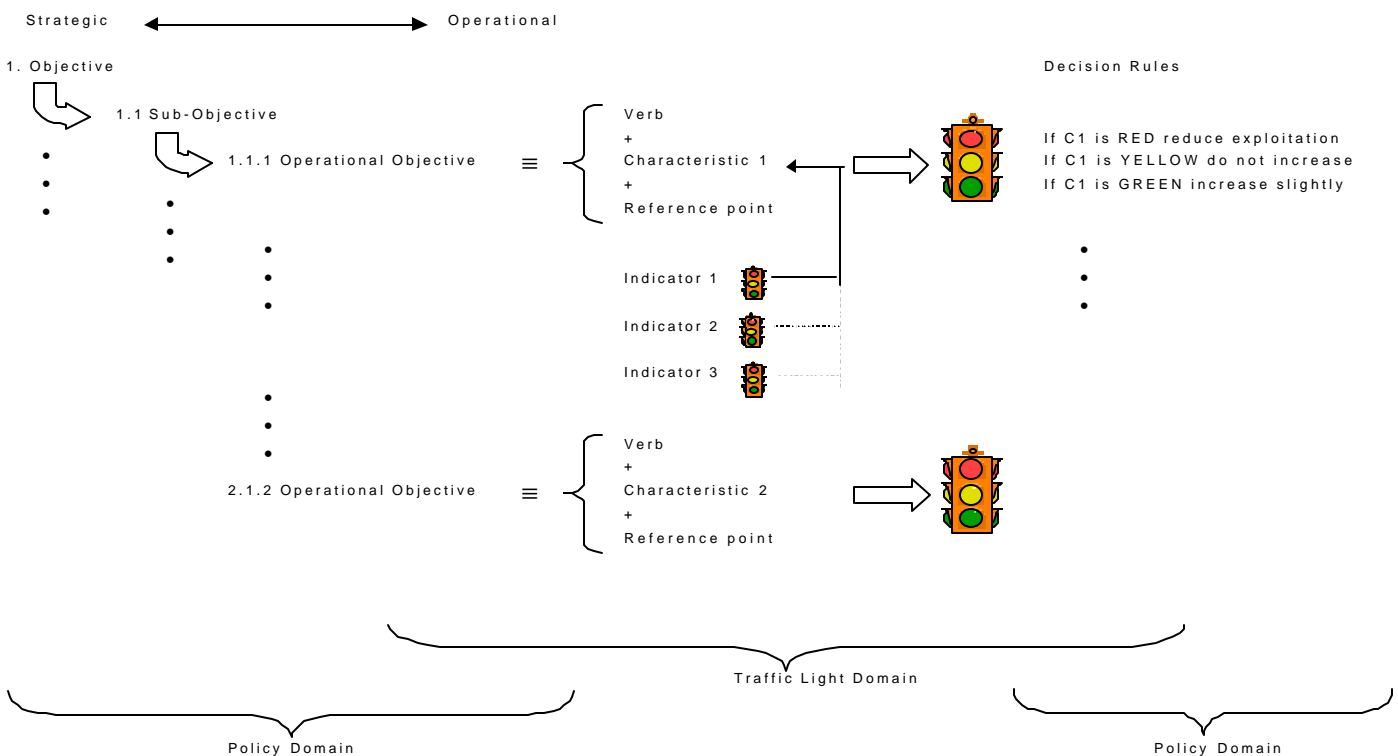 Strategic
Operational
1. Objective
Decision Rules
1.1 Sub-Objective
Verb
+
1.1.1 Operational Objective
≡
Characteristic 1
+
Reference point
If C1 is RED reduce exploitation
If C1 is YELLOW do not increase
If C1 is GREEN increase slightly
Indicator 1
Indicator 2
Indicator 3
Verb
+
2.1.2 Operational Objective
≡
Characteristic 2
+
Reference point
Traffic Light Domain
Policy Domain
Policy Domain